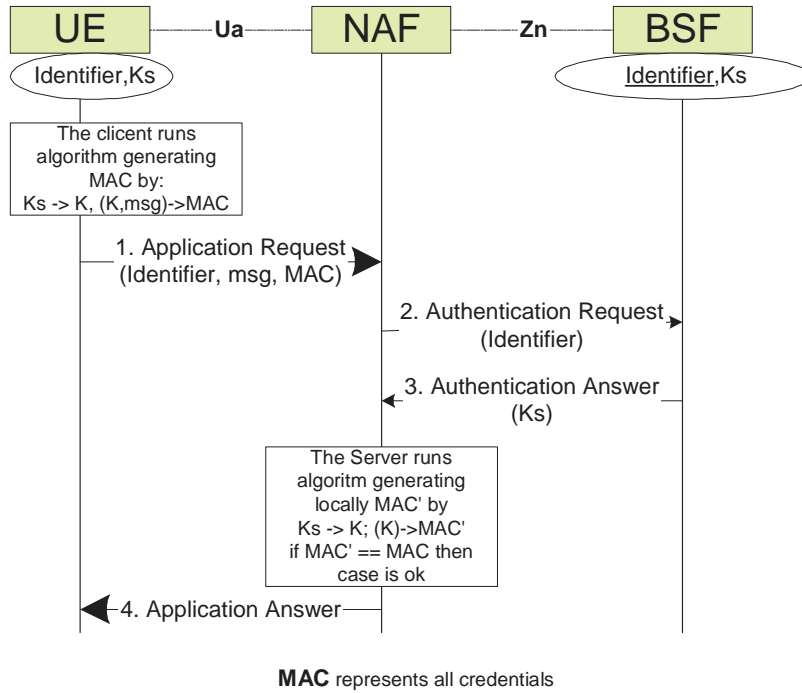 UE
Ua
NAF
Zn
BSF
Identifier,Ks
Identifier,Ks
The clicent runs
algorithm generating
MAC by:
Ks -> K, (K,msg)->MAC
1. Application Request
(Identifier, msg, MAC)
2. Authentication Request
(Identifier)
3. Authentication Answer
(Ks)
The Server runs
algoritm generating
locally MAC' by
Ks -> K; (K)->MAC'
if MAC' == MAC then
case is ok
4. Application Answer
MAC represents all credentials